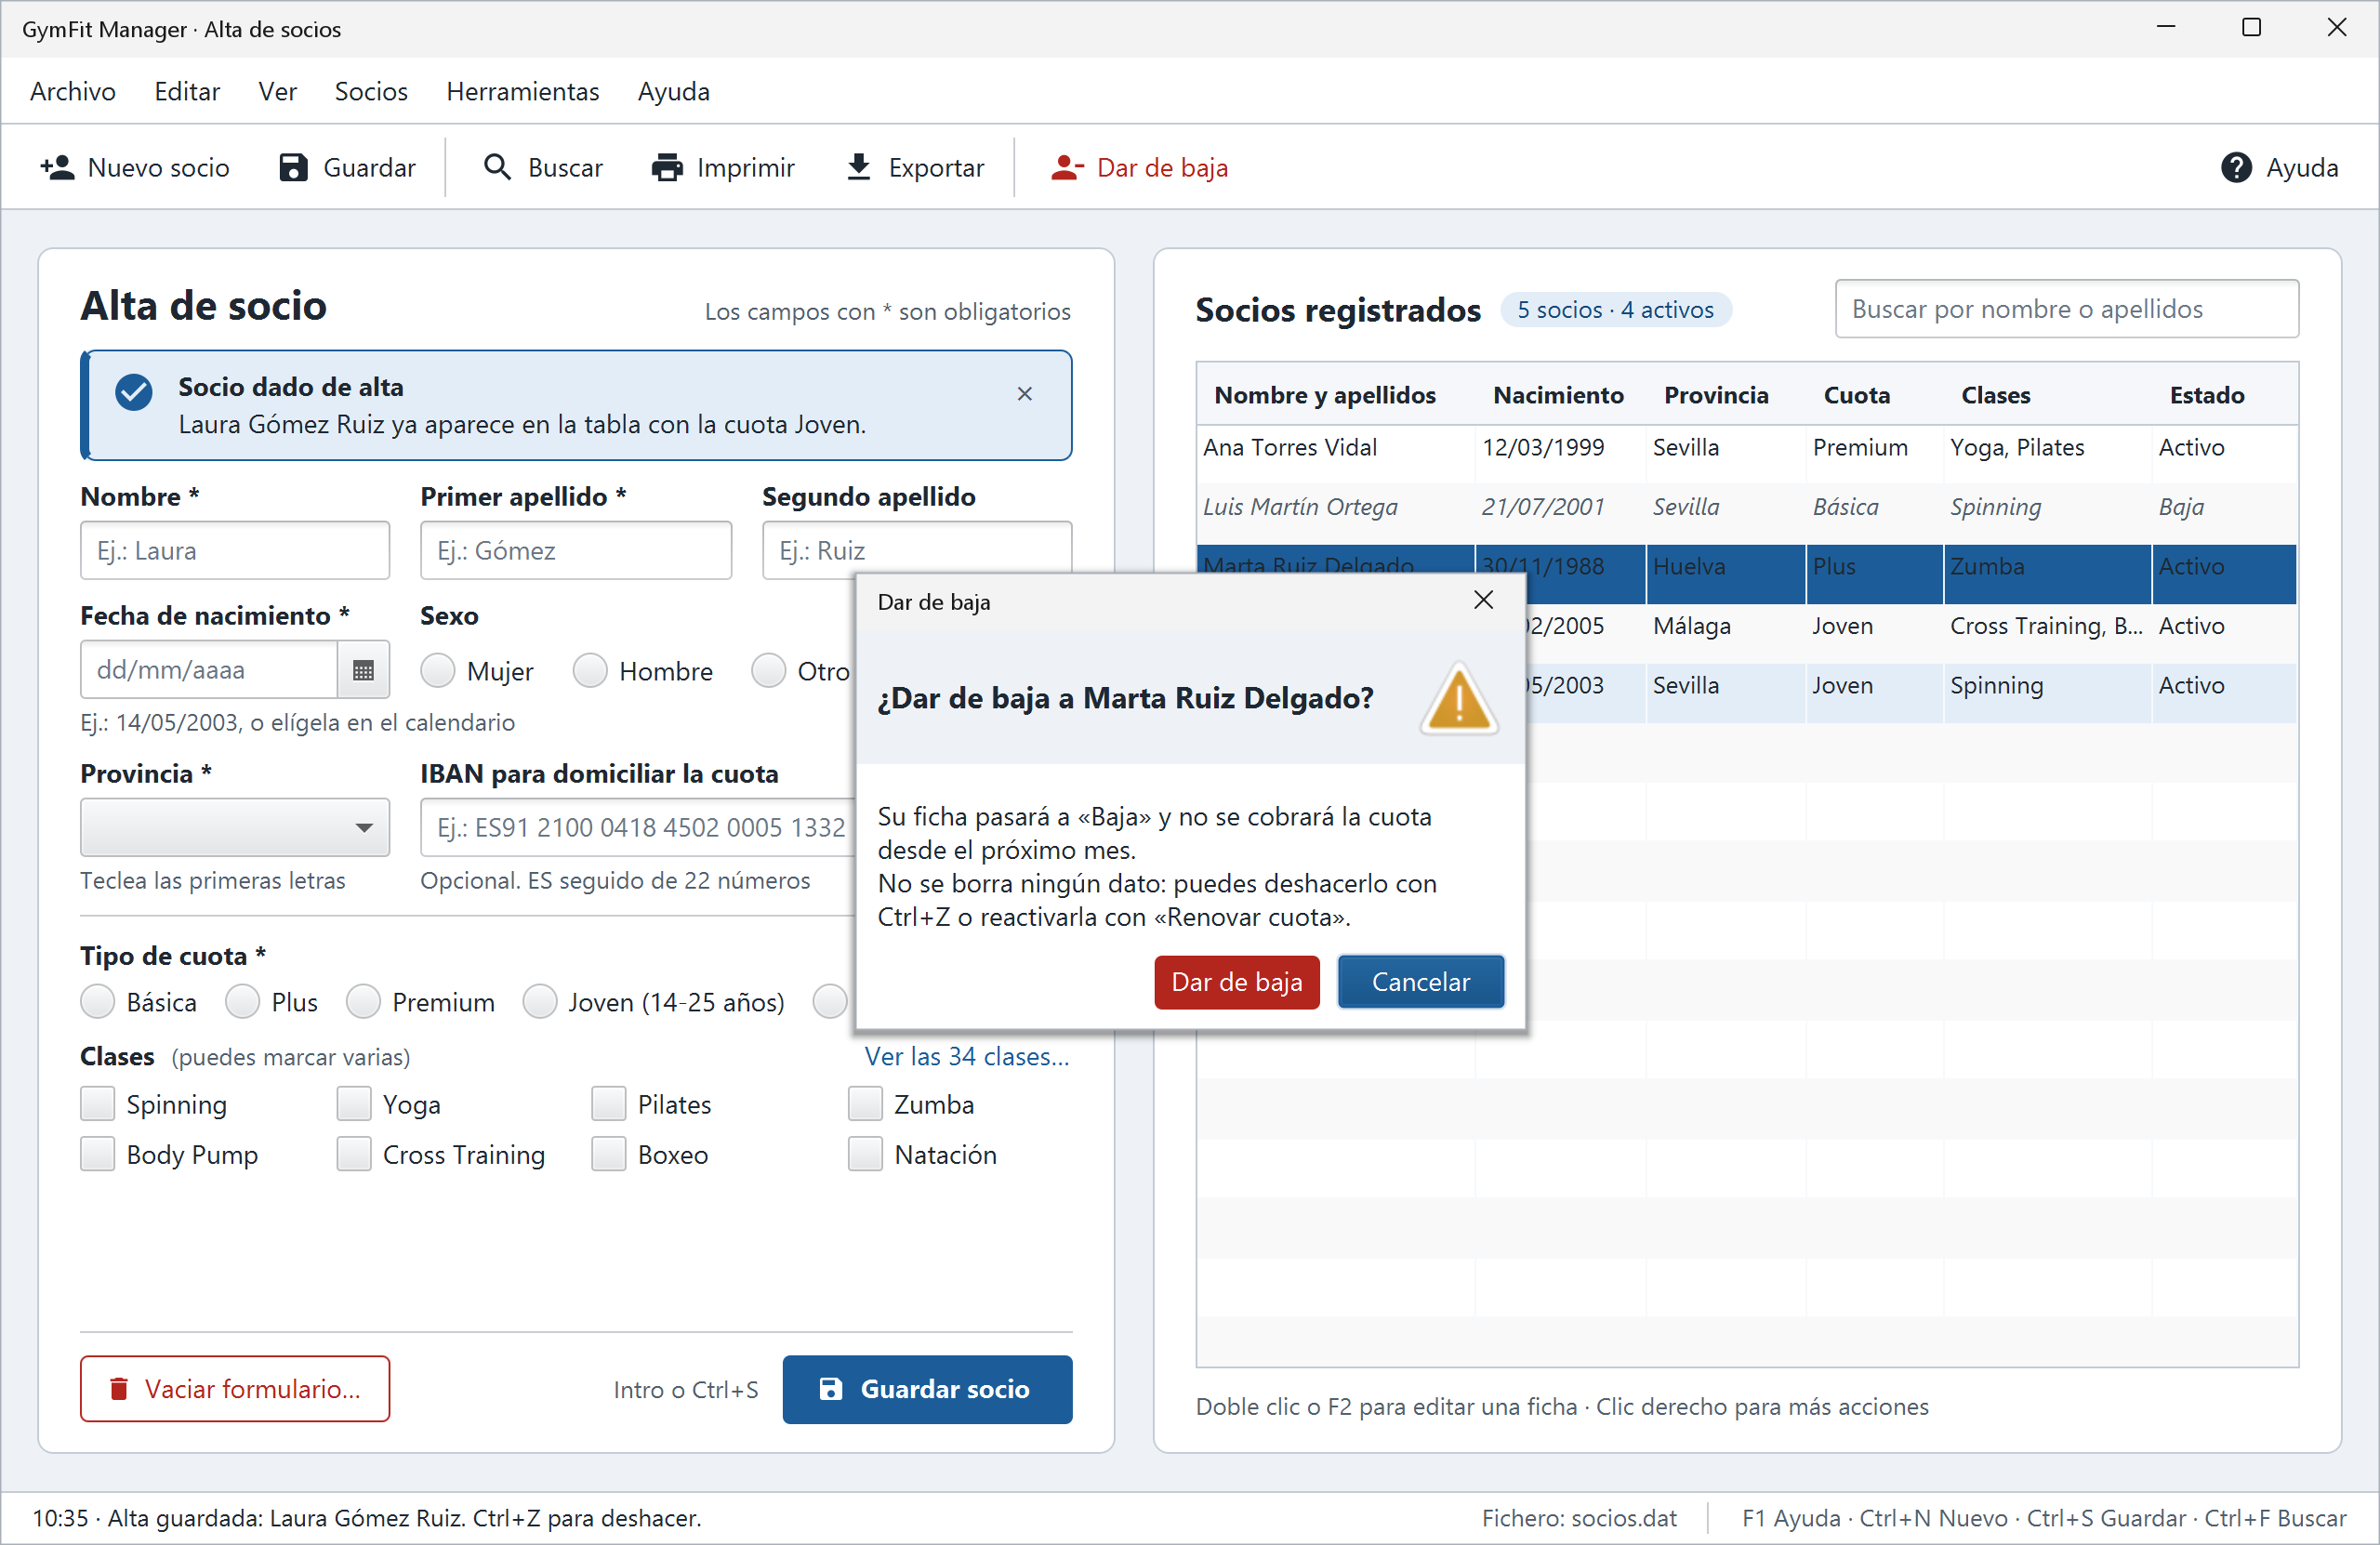 GymFit Manager · Alta de socios
Archivo Editar Ver Socios Herramientas Ayuda
Nuevo socio Guardar Buscar Imprimir Exportar Dar de baja Ayuda
Alta de socio
Los campos con * son obligatorios
Socio dado de alta
Laura Gómez Ruiz ya aparece en la tabla con la cuota Joven.
Nombre * Primer apellido * Segundo apellido
Ej.: Laura Ej.: Gómez Ej.: Ruiz
Fecha de nacimiento * Sexo
dd/mm/aaaa Mujer Hombre Otro
Ej.: 14/05/2003, o elígela en el calendario
Provincia * IBAN para domiciliar la cuota
Ej.: ES91 2100 0418 4502 0005 1332
Teclea las primeras letras Opcional. ES seguido de 22 números
Tipo de cuota *
Básica Plus Premium Joven (14-25 años)
Clases (puedes marcar varias) Ver las 34 clases...
Spinning Yoga Pilates Zumba
Body Pump Cross Training Boxeo Natación
Vaciar formulario... Intro o Ctrl+S Guardar socio
Socios registrados 5 socios · 4 activos Buscar por nombre o apellidos
Nombre y apellidos Nacimiento Provincia Cuota Clases Estado
Ana Torres Vidal 12/03/1999 Sevilla Premium Yoga, Pilates Activo
Luis Martín Ortega 21/07/2001 Sevilla Básica Spinning Baja
Marta Ruiz Delgado 30/11/1988 Huelva Plus Zumba Activo
02/2005 Málaga Joven Cross Training, B... Activo
05/2003 Sevilla Joven Spinning Activo
Doble clic o F2 para editar una ficha · Clic derecho para más acciones
Dar de baja
¿Dar de baja a Marta Ruiz Delgado?
Su ficha pasará a «Baja» y no se cobrará la cuota
desde el próximo mes.
No se borra ningún dato: puedes deshacerlo con
Ctrl+Z o reactivarla con «Renovar cuota».
Dar de baja Cancelar
10:35 · Alta guardada: Laura Gómez Ruiz. Ctrl+Z para deshacer.
Fichero: socios.dat F1 Ayuda · Ctrl+N Nuevo · Ctrl+S Guardar · Ctrl+F Buscar